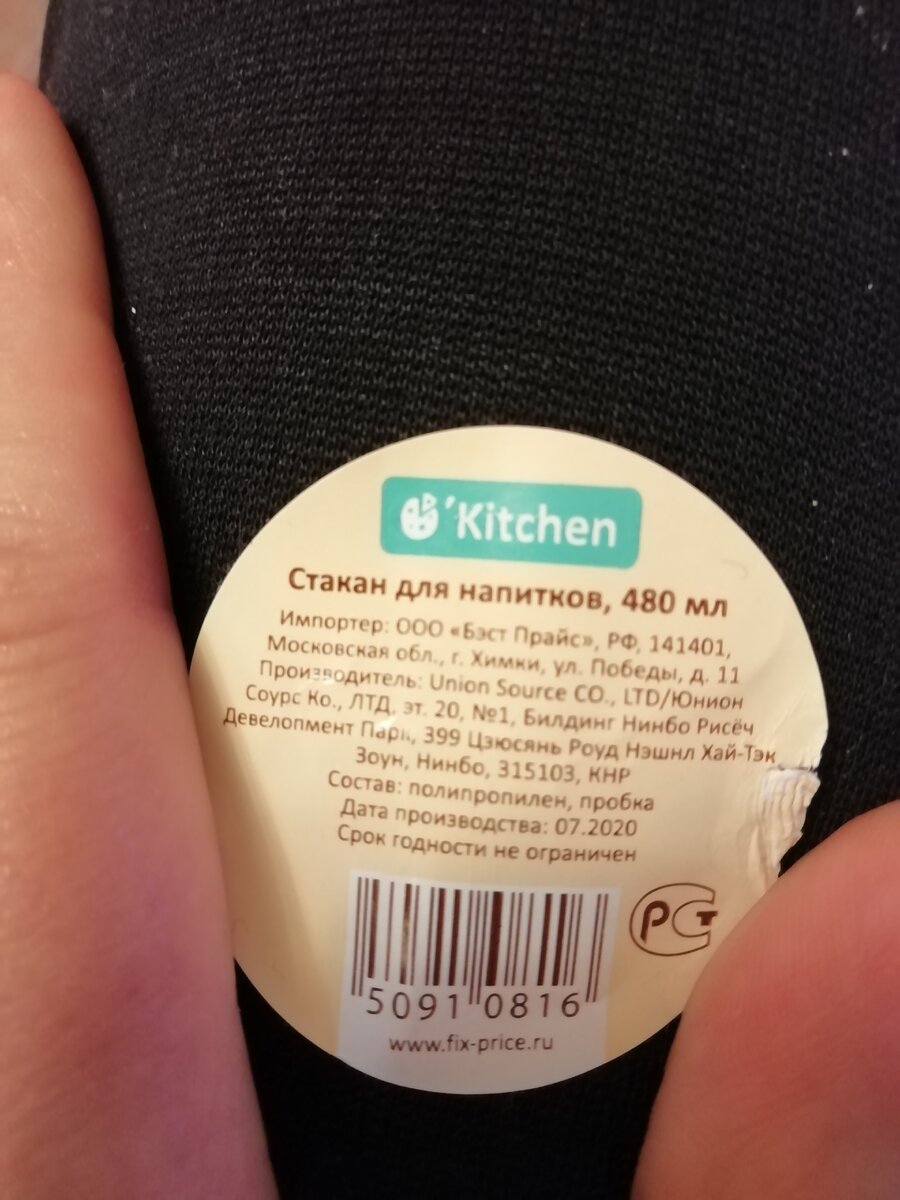 'Kitchen
Стакан для напитков, 480 мл
Импортер: ООО «Бэст Прайс», РФ, 141401,
Московская обл., г. Химки, ул. Победы, д. 11
Производитель: Union Source CO., LTD/Юнион
Соурс Ко., ЛТД, эт. 20, №1, Билдинг Нинбо Рисёч
Девелопмент Парк, 399 Цзюсянь Роуд Нэшнл Хай-Тэк
Зоун, Нинбо, 315103, КНР
Состав: полипропилен, пробка
Дата производства: 07.2020
Срок годности не ограничен
РСТ
5091 0816
www.fix-price.ru